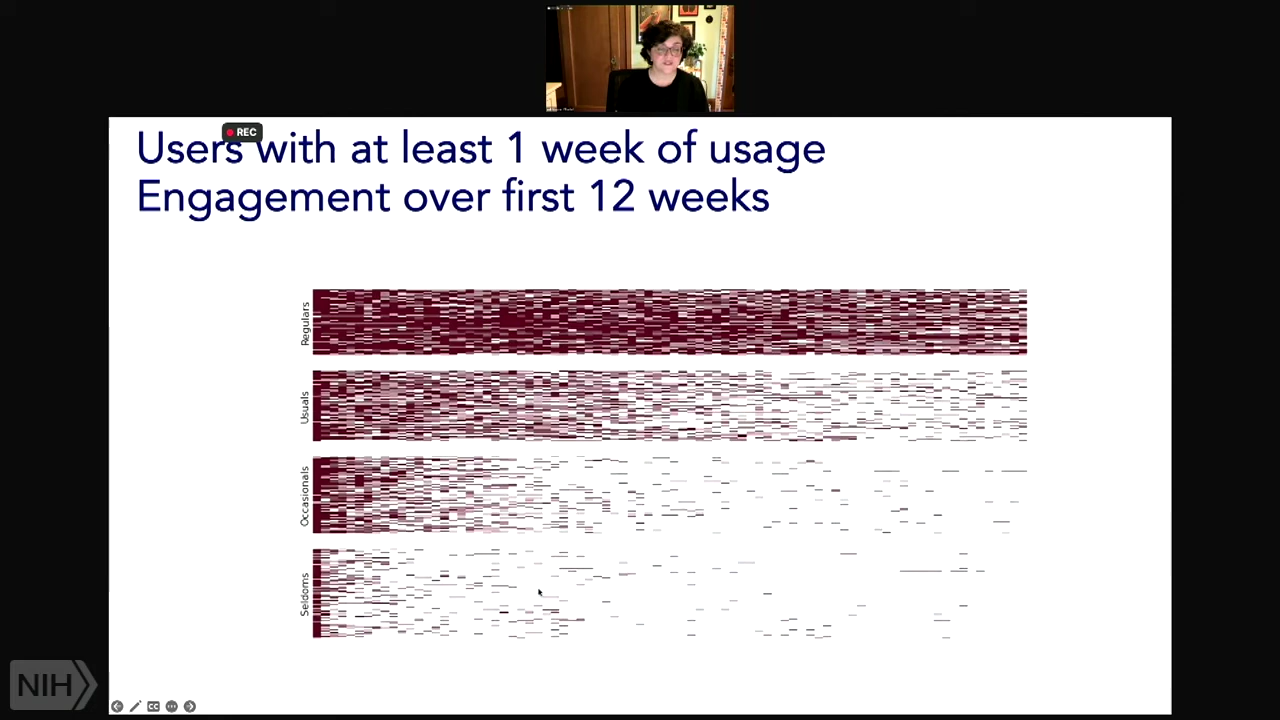 REC
Users with at least 1 week of usage
Engagement over first 12 weeks
Regulars
Usuals
Occasionals
Seldoms
NIH
CC